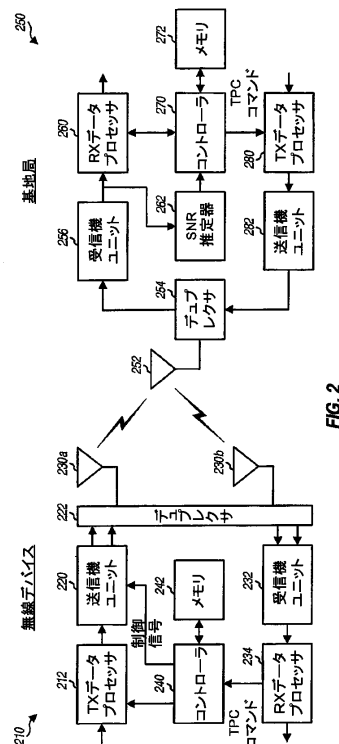 210
無線デバイス
212
TXデータ
プロセッサ
220
送信機
ユニット
222
デュプレクサ
230a
制御
信号
240
コントローラ
242
メモリ
230b
234
RXデータ
プロセッサ
232
受信機
ユニット
TPC
コマンド
250
基地局
252
254
デュプ
レクサ
256
受信機
ユニット
260
RXデータ
プロセッサ
262
SNR
推定器
270
コントローラ
272
メモリ
TPC
コマンド
282
送信機
ユニット
280
TXデータ
プロセッサ
FIG. 2